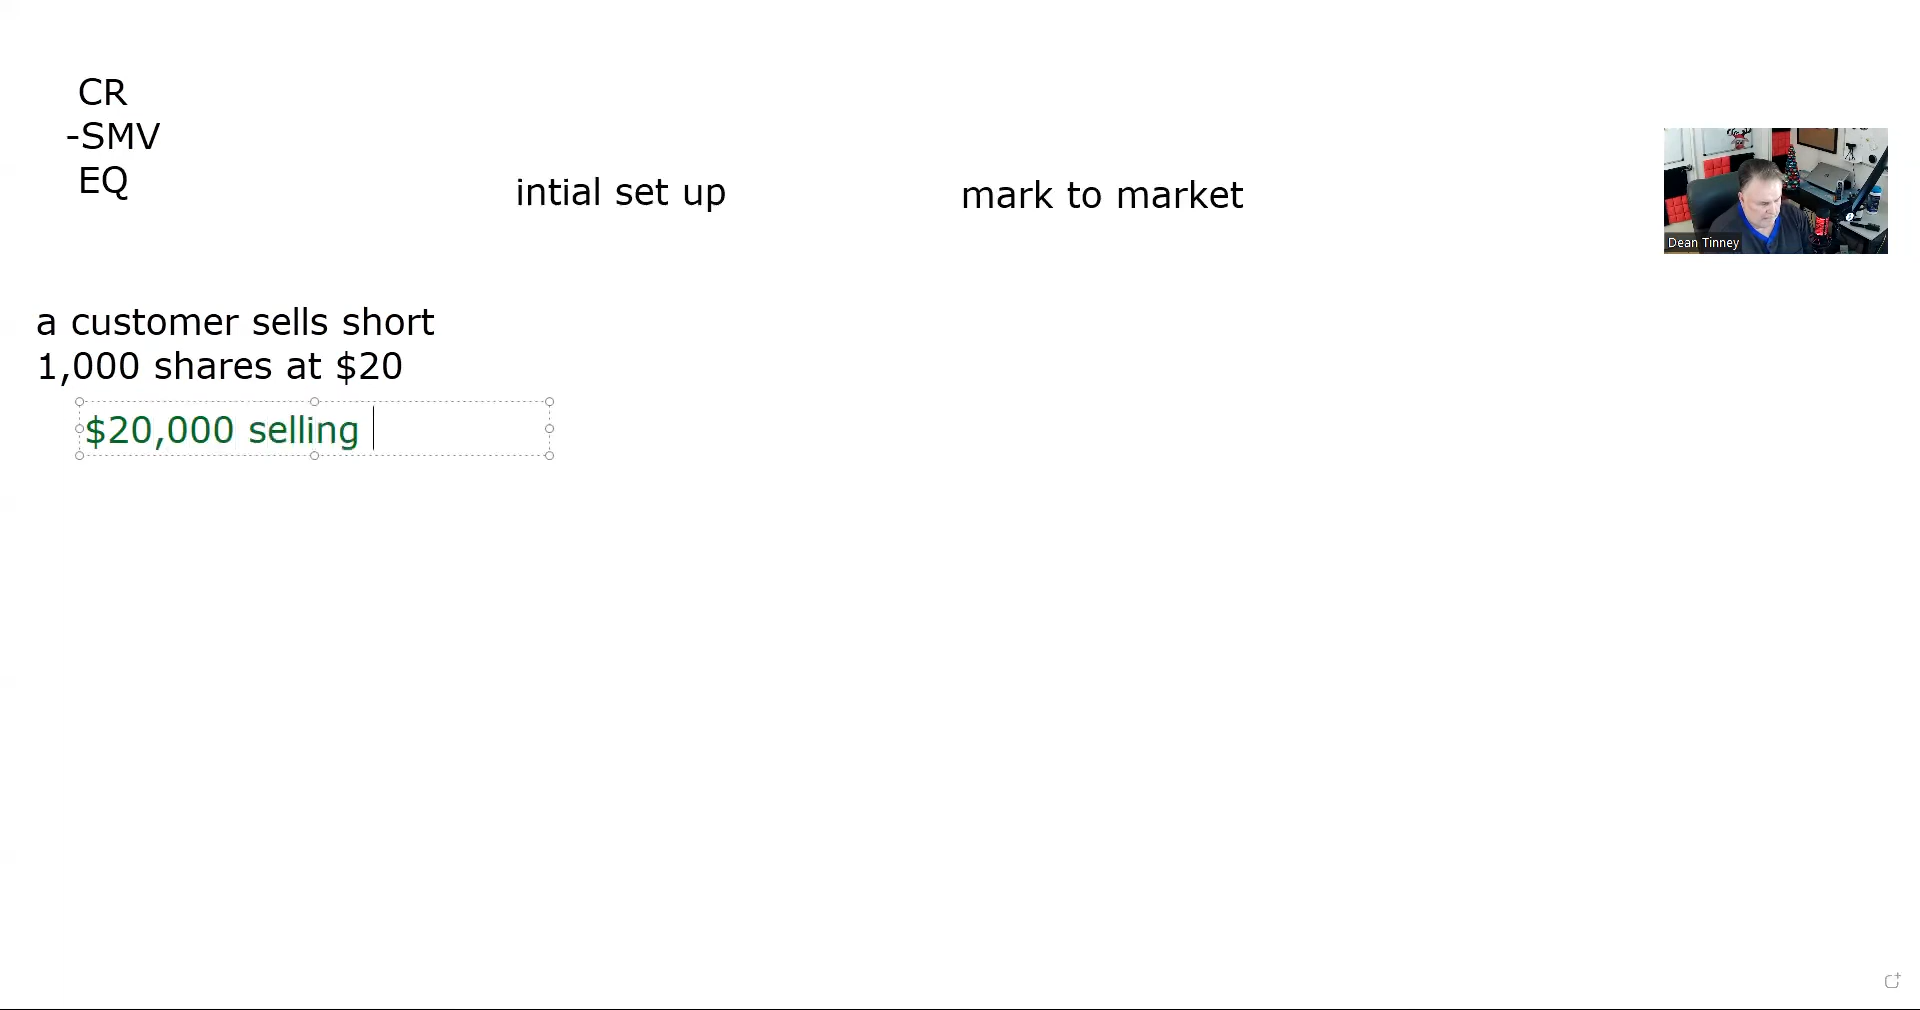 CR
-SMV
EQ
intial set up
mark to market
Dean Tinney
a customer sells short
1,000 shares at $20
$20,000 selling